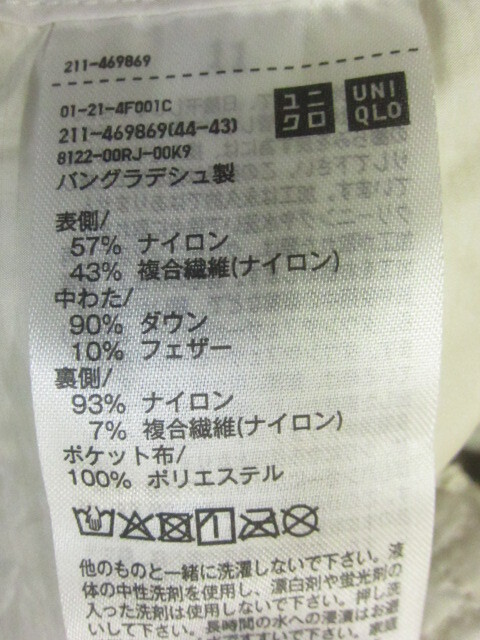 211-469869
ユニ
クロ
UNI
QLO
01-21-4F001C
211-469869(44-43)
8122-00RJ-00K9
バングラデシュ製
表側/
57% ナイロン
43% 複合繊維(ナイロン)
中わた/
90% ダウン
10% フェザー
裏側/
93% ナイロン
7% 複合繊維(ナイロン)
ポケット布/
100% ポリエステル
他のものと一緒に洗濯しないで下さい。液
体の中性洗剤を使用し、漂白剤や蛍光剤の
入った洗剤は使用しないで下さい。押し洗
い。長時間の水への浸漬はお避
して下さい。